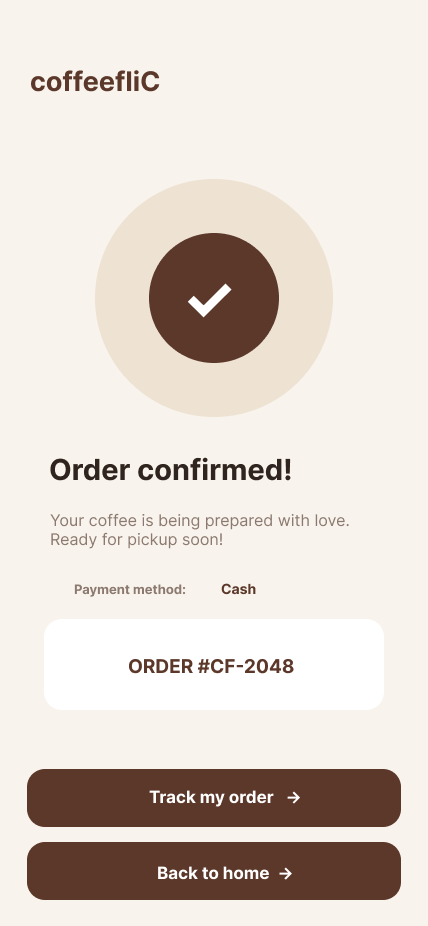 coffeefliC
Order confirmed!
Your coffee is being prepared with love.
Ready for pickup soon!
Payment method: Cash
ORDER #CF-2048
Track my order →
Back to home →